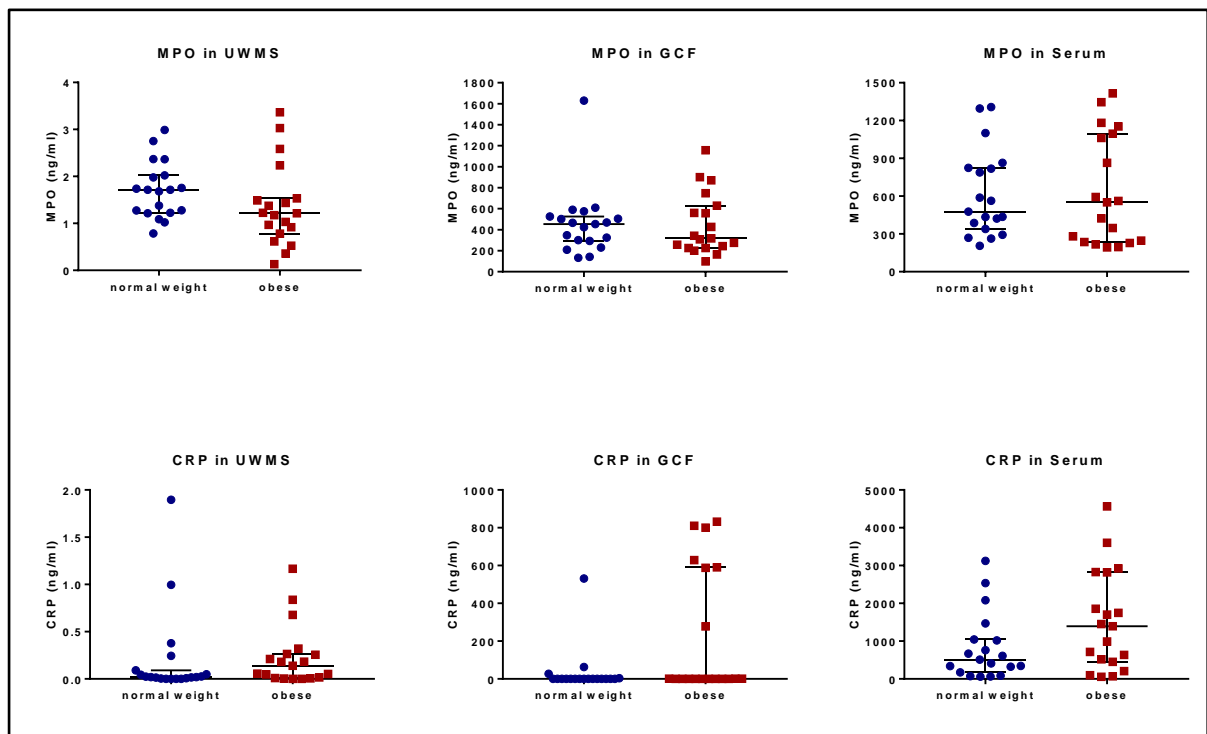 MPO in UWMS
MPO (ng/ml)
4
3
2
1
0
normal weight
obese
MPO in GCF
MPO (ng/ml)
1800
1600
1400
1200
1000
800
600
400
200
0
normal weight
obese
MPO in Serum
MPO (ng/ml)
1500
1200
900
600
300
0
normal weight
obese
CRP in UWMS
CRP (ng/ml)
2.0
1.5
1.0
0.5
0.0
normal weight
obese
CRP in GCF
CRP (ng/ml)
1000
800
600
400
200
0
normal weight
obese
CRP in Serum
CRP (ng/ml)
5000
4000
3000
2000
1000
0
normal weight
obese